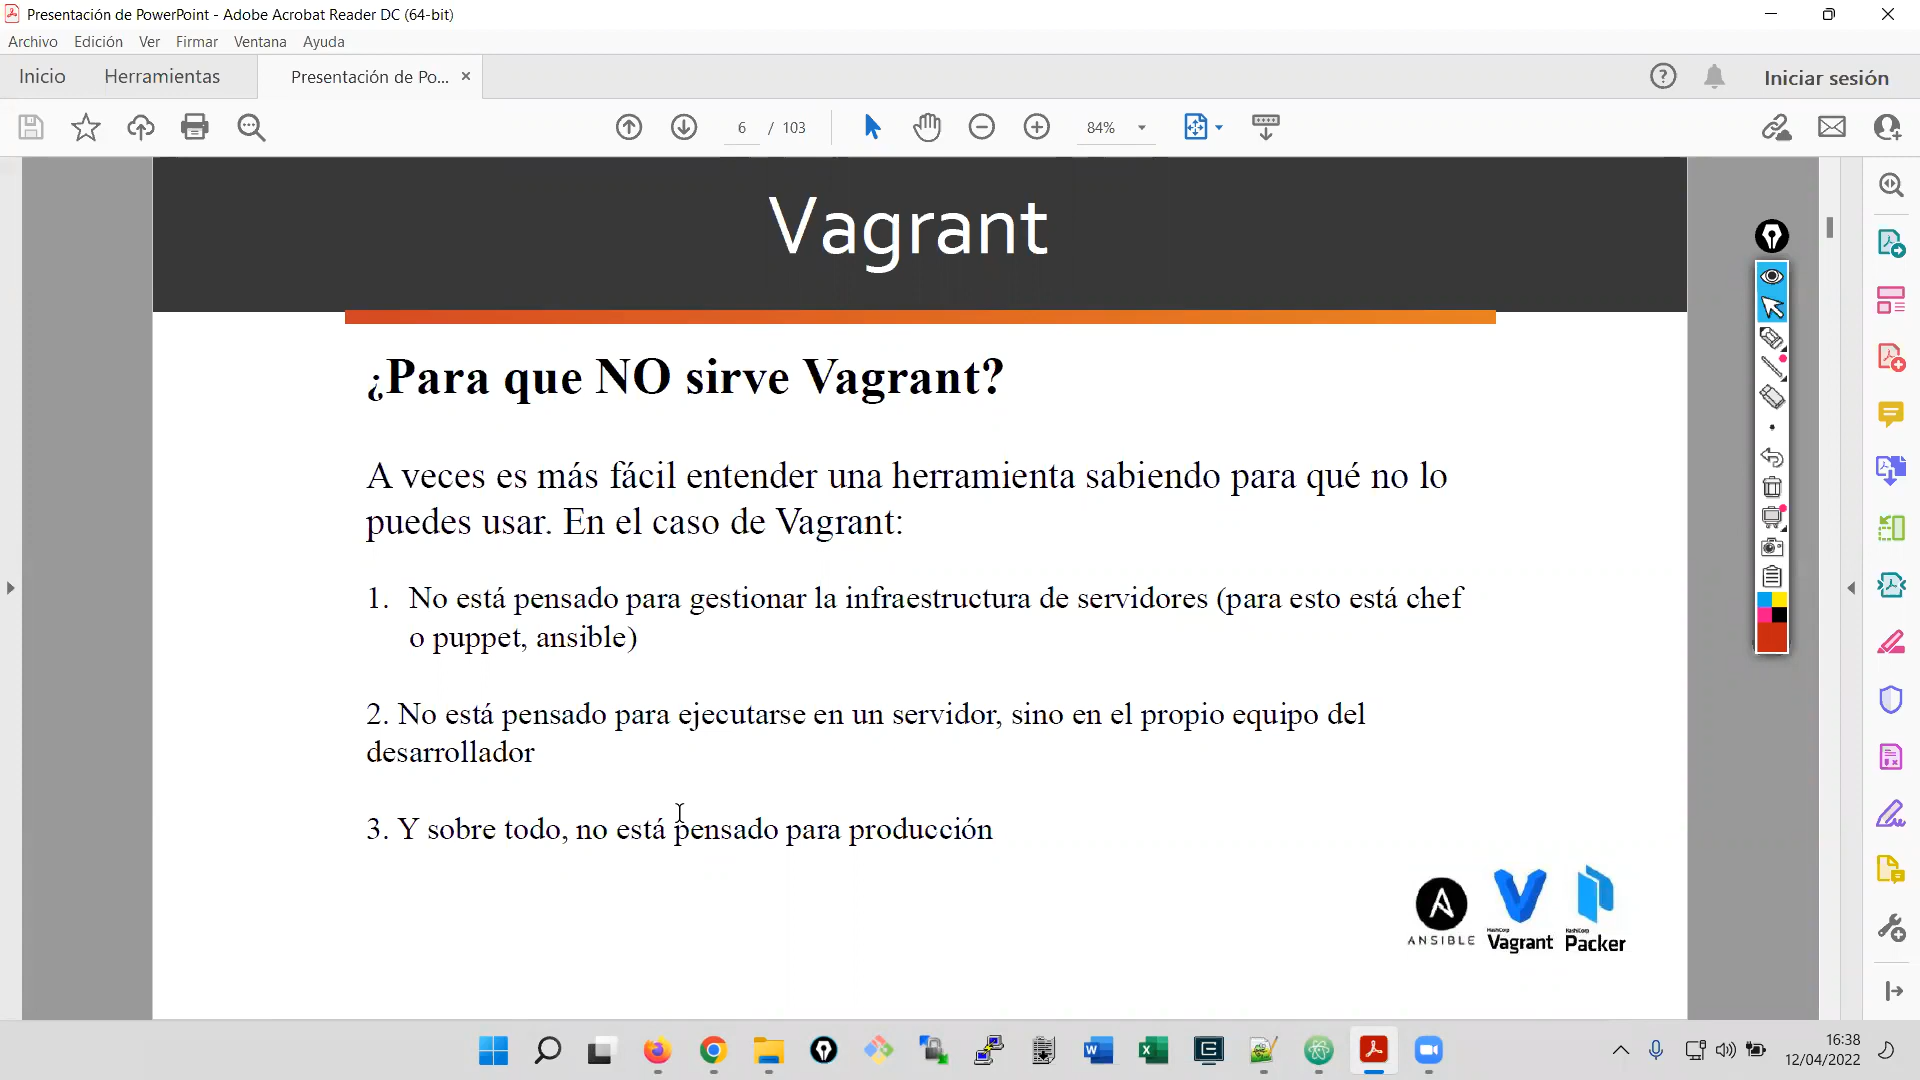 Presentación de PowerPoint - Adobe Acrobat Reader DC (64-bit)
Archivo Edición Ver Firmar Ventana Ayuda
Inicio Herramientas Presentación de Po... Iniciar sesión
6 / 103 84%
Vagrant
¿Para que NO sirve Vagrant?
A veces es más fácil entender una herramienta sabiendo para qué no lo
puedes usar. En el caso de Vagrant:
1. No está pensado para gestionar la infraestructura de servidores (para esto está chef
o puppet, ansible)
2. No está pensado para ejecutarse en un servidor, sino en el propio equipo del
desarrollador
3. Y sobre todo, no está pensado para producción
ANSIBLE
HashiCorp
Vagrant
HashiCorp
Packer
16:38
12/04/2022